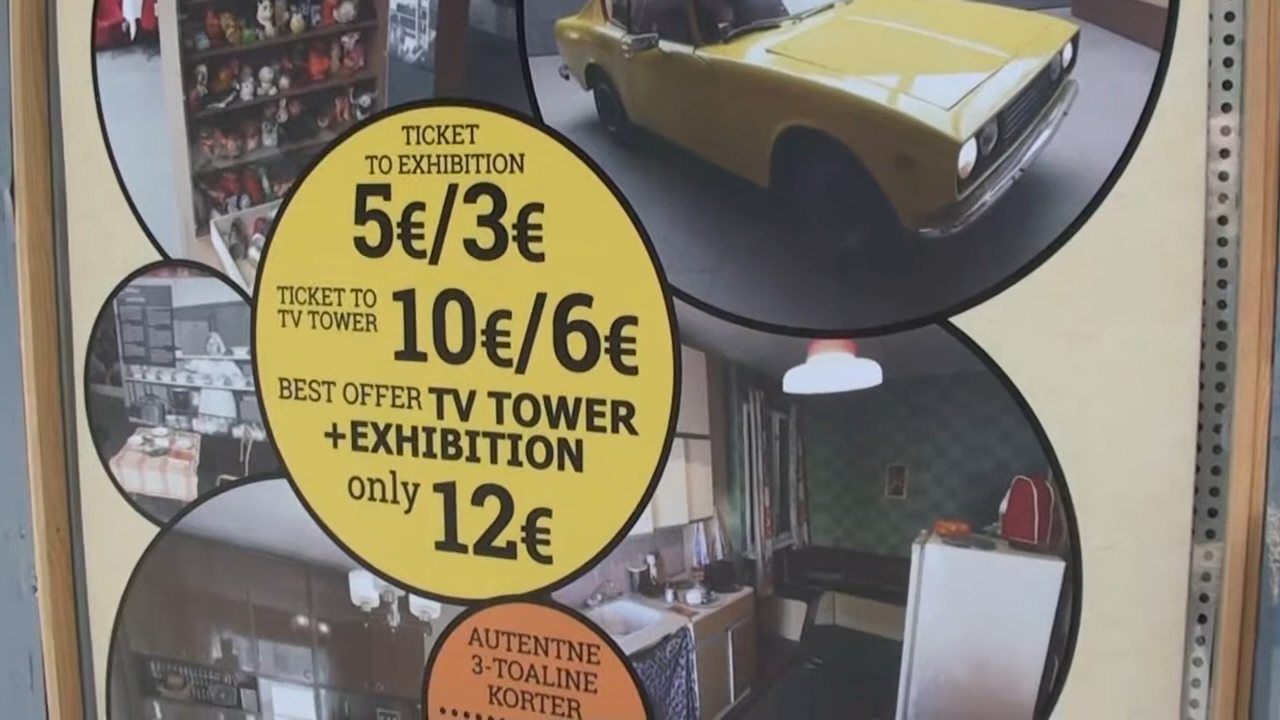 TICKET
TO EXHIBITION
5€/3€
TICKET TO
TV TOWER
10€/6€
BEST OFFER TV TOWER
+EXHIBITION
only 12€
AUTENTNE
3-TOALINE
KORTER